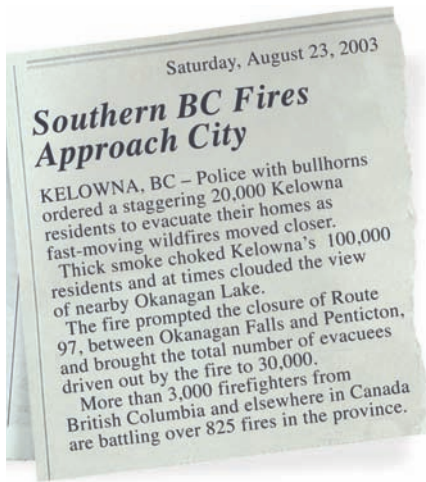 Saturday, August 23, 2003
Southern BC Fires
Approach City
KELOWNA, BC – Police with bullhorns
ordered a staggering 20,000 Kelowna
residents to evacuate their homes as
fast-moving wildfires moved closer.
Thick smoke choked Kelowna's 100,000
residents and at times clouded the view
of nearby Okanagan Lake.
The fire prompted the closure of Route
97, between Okanagan Falls and Penticton,
and brought the total number of evacuees
driven out by the fire to 30,000.
More than 3,000 firefighters from
British Columbia and elsewhere in Canada
are battling over 825 fires in the province.